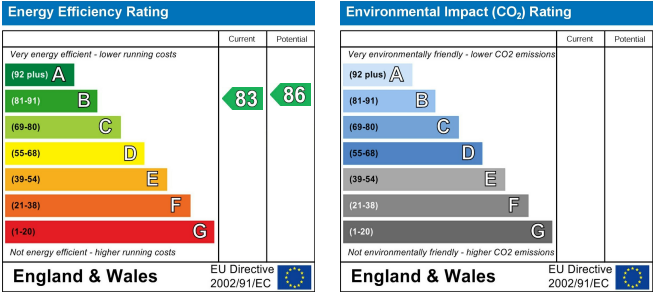 Energy Efficiency Rating
Current Potential
Very energy efficient - lower running costs
(92 plus) A
(81-91) B
83 86
(69-80) C
(55-68) D
(39-54) E
(21-38) F
(1-20) G
Not energy efficient - higher running costs
England & Wales
EU Directive
2002/91/EC
Environmental Impact (CO₂) Rating
Current Potential
Very environmentally friendly - lower CO2 emissions
(92 plus) A
(81-91) B
(69-80) C
(55-68) D
(39-54) E
(21-38) F
(1-20) G
Not environmentally friendly - higher CO2 emissions
England & Wales
EU Directive
2002/91/EC